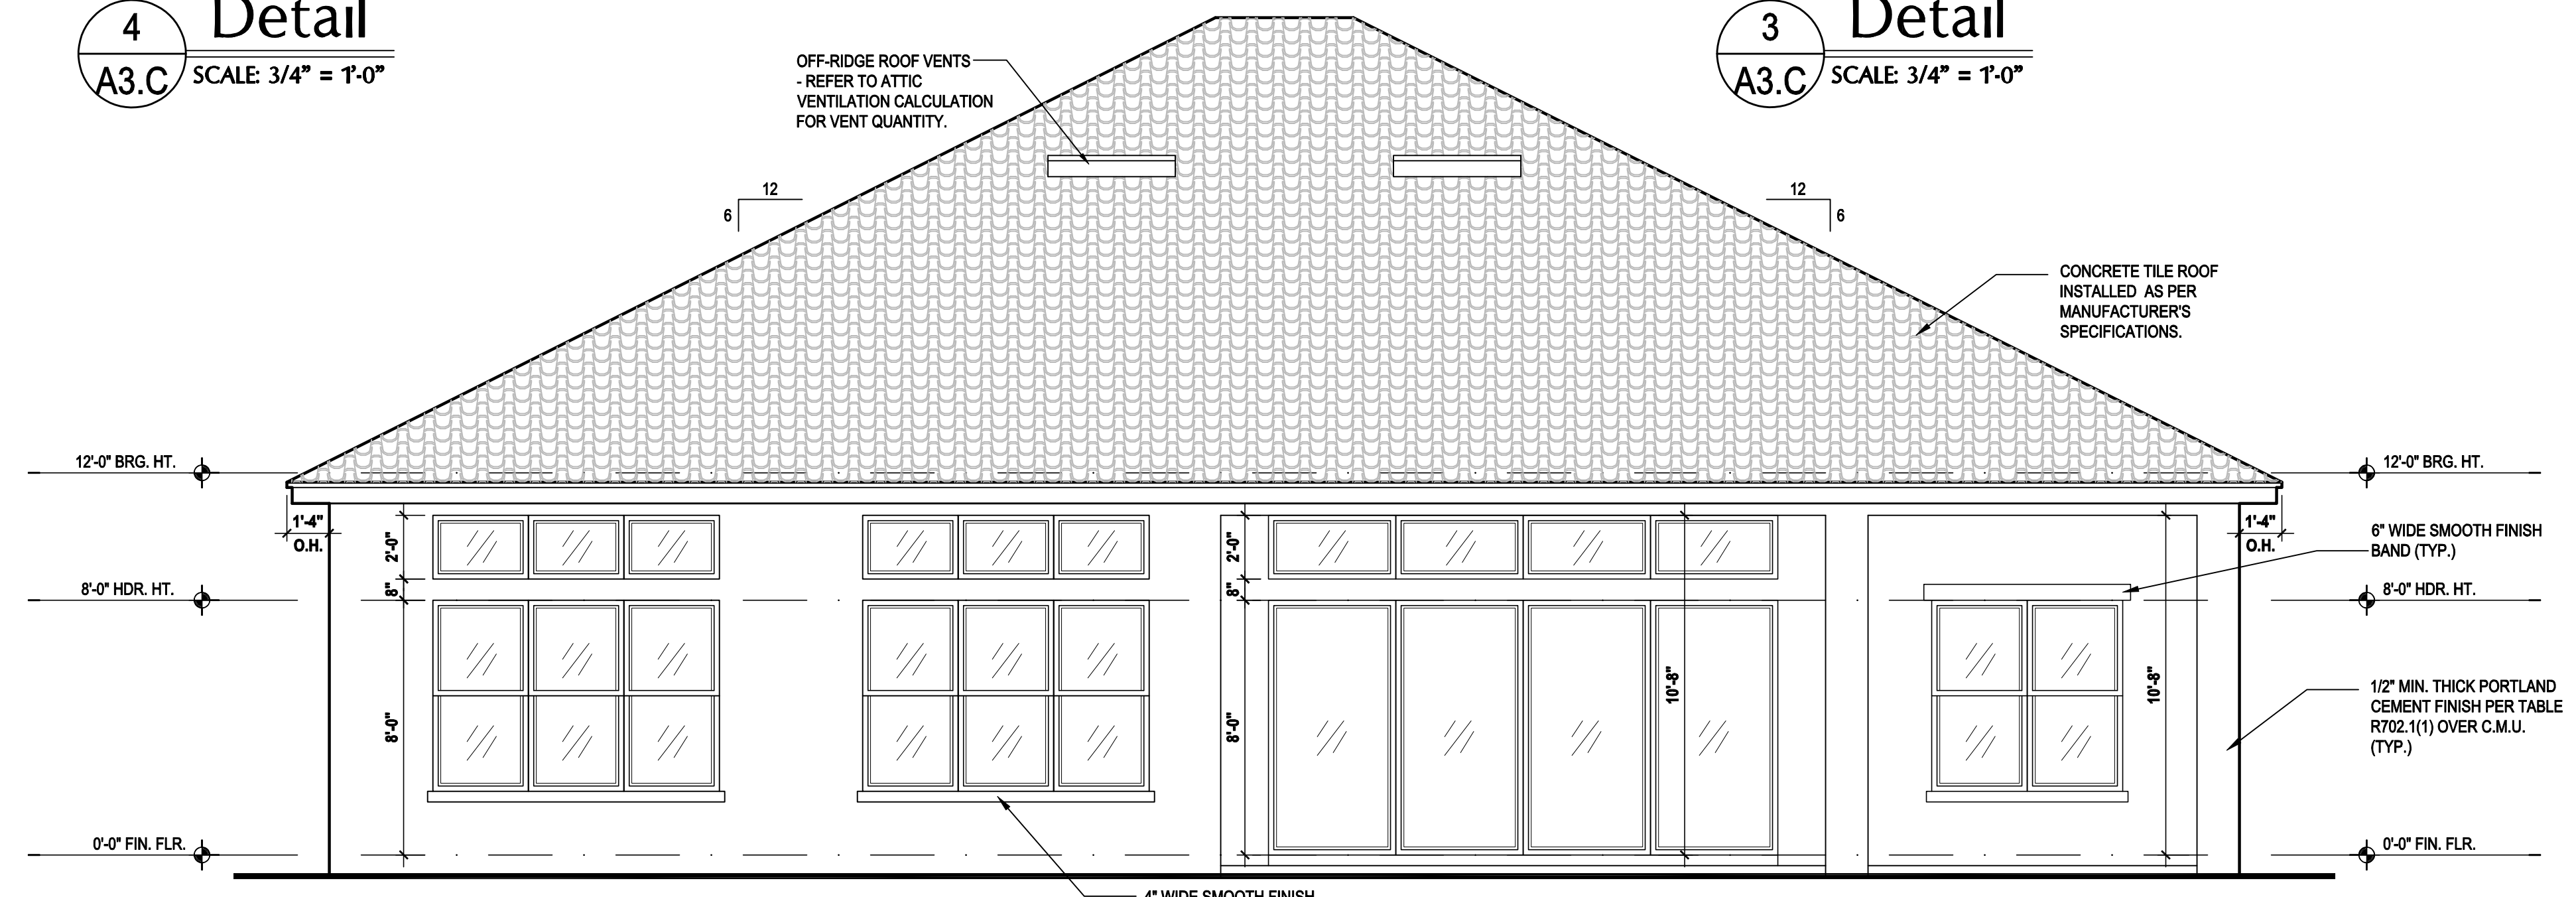 4
A3.C
Detail
SCALE: 3/4" = 1'-0"
3
A3.C
Detail
SCALE: 3/4" = 1'-0"
OFF-RIDGE ROOF VENTS
- REFER TO ATTIC
VENTILATION CALCULATION
FOR VENT QUANTITY.
12
6
12
6
CONCRETE TILE ROOF
INSTALLED AS PER
MANUFACTURER'S
SPECIFICATIONS.
12'-0" BRG. HT.
12'-0" BRG. HT.
1'-4"
O.H.
2'-0"
2'-0"
1'-4"
O.H.
6" WIDE SMOOTH FINISH
BAND (TYP.)
8'-0" HDR. HT.
8"
8"
8'-0" HDR. HT.
8'-0"
8'-0"
10'-8"
10'-8"
1/2" MIN. THICK PORTLAND
CEMENT FINISH PER TABLE
R702.1(1) OVER C.M.U.
(TYP.)
0'-0" FIN. FLR.
0'-0" FIN. FLR.
4" WIDE SMOOTH FINISH